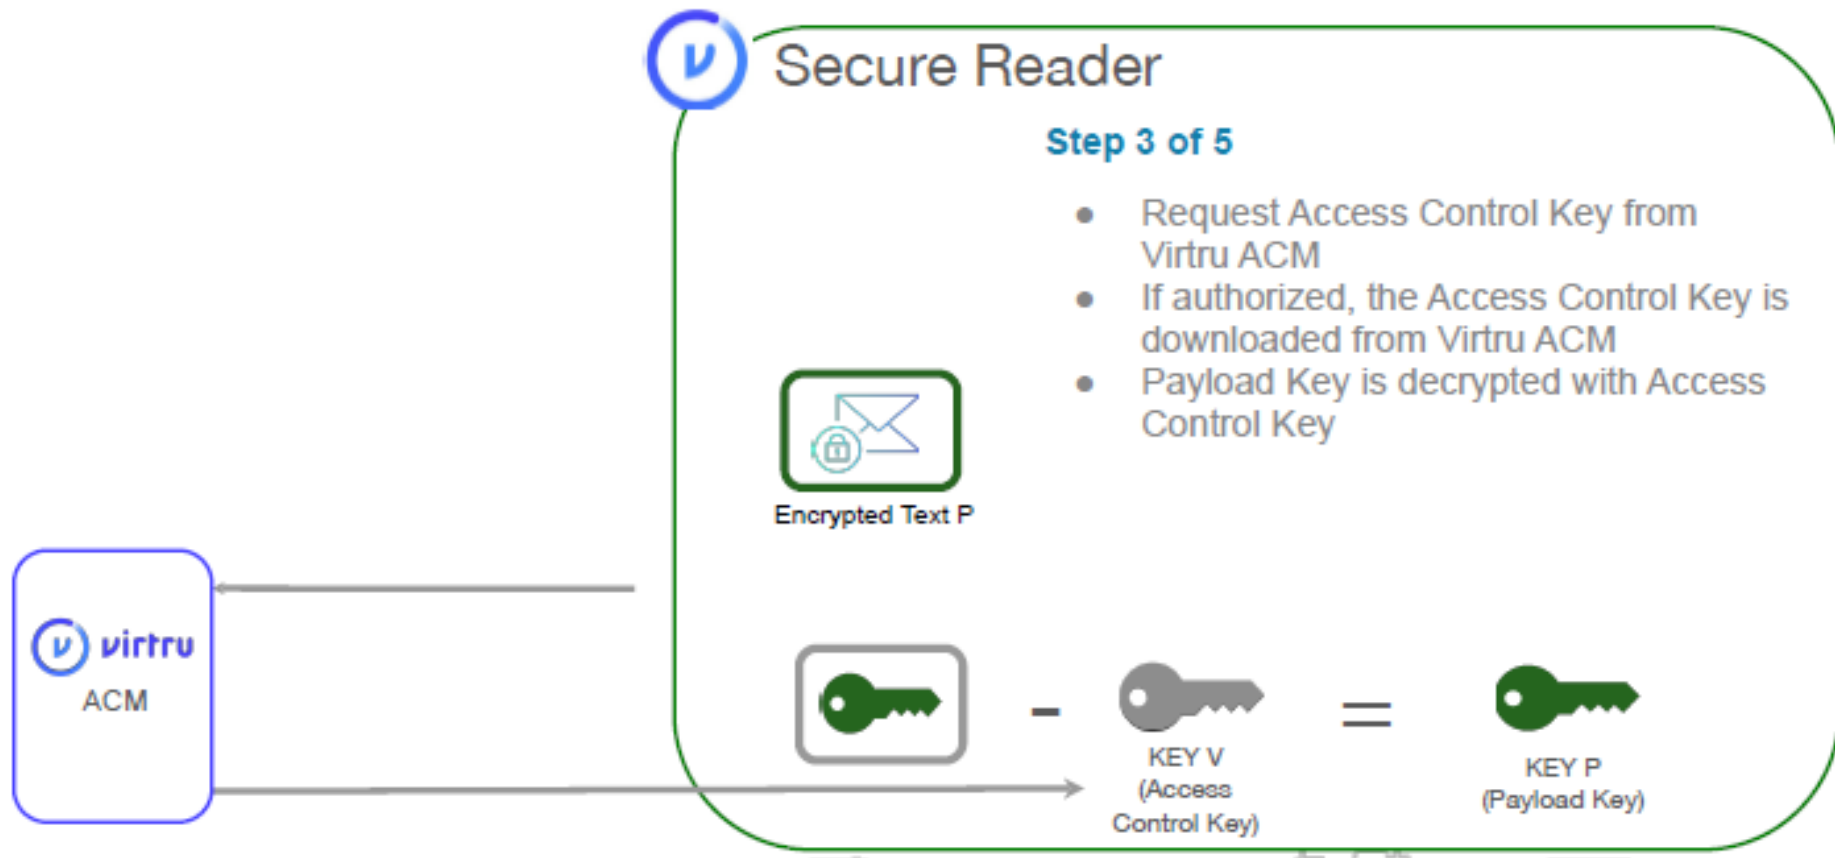 Secure Reader
Step 3 of 5
● Request Access Control Key from
Virtru ACM
● If authorized, the Access Control Key is
downloaded from Virtru ACM
● Payload Key is decrypted with Access
Control Key
Encrypted Text P
virtru
ACM
-
=
KEY V
(Access
Control Key)
KEY P
(Payload Key)